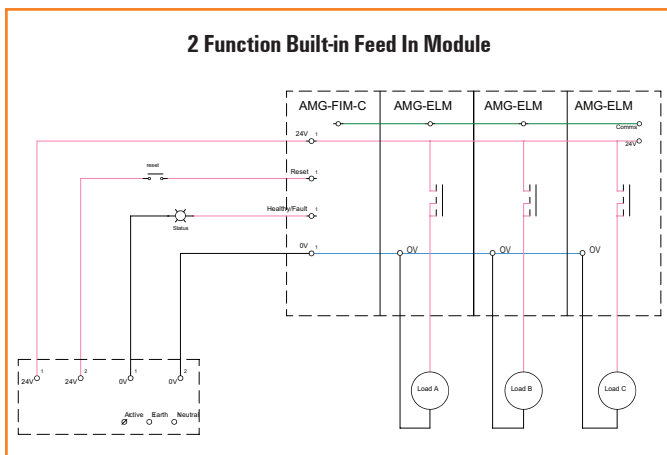 2 Function Built-in Feed In Module
AMG-FIM-C AMG-ELM AMG-ELM AMG-ELM
Comms
24V 1
24V
reset
Reset 1
Healthy/Fault 1
Status
0V 1
OV OV OV
1 2 1 2
24V 24V 0V 0V
Load A Load B Load C
Active Earth Neutral